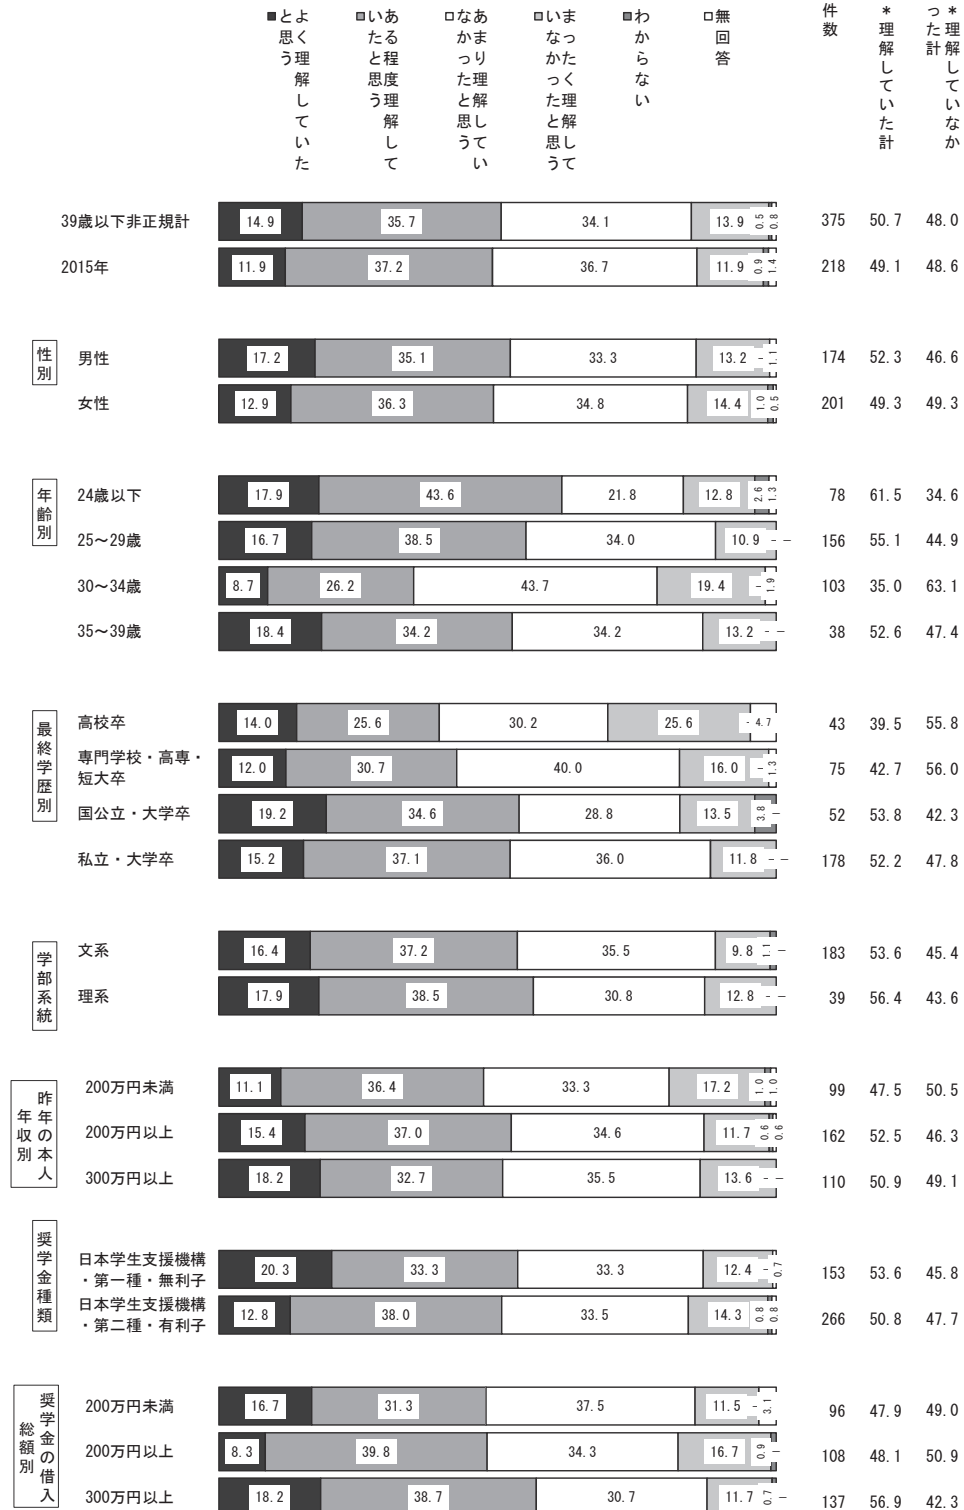 ■よく理解していたと思う
■ある程度理解していたと思う
□あまり理解していなかったと思う
□まったく理解していなかったと思う
■わからない
□無回答
件数
*理解していた計
*理解していなかった計
39歳以下非正規計 14.9 35.7 34.1 13.9 0.5 0.8 375 50.7 48.0
2015年 11.9 37.2 36.7 11.9 0.9 1.4 218 49.1 48.6
性別
男性 17.2 35.1 33.3 13.2 - 1.1 174 52.3 46.6
女性 12.9 36.3 34.8 14.4 1.0 0.5 201 49.3 49.3
年齢別
24歳以下 17.9 43.6 21.8 12.8 2.6 1.3 78 61.5 34.6
25~29歳 16.7 38.5 34.0 10.9 - - 156 55.1 44.9
30~34歳 8.7 26.2 43.7 19.4 - 1.9 103 35.0 63.1
35~39歳 18.4 34.2 34.2 13.2 - - 38 52.6 47.4
最終学歴別
高校卒 14.0 25.6 30.2 25.6 - 4.7 43 39.5 55.8
専門学校・高専・
短大卒 12.0 30.7 40.0 16.0 - 1.3 75 42.7 56.0
国公立・大学卒 19.2 34.6 28.8 13.5 3.8 - 52 53.8 42.3
私立・大学卒 15.2 37.1 36.0 11.8 - - 178 52.2 47.8
学部系統
文系 16.4 37.2 35.5 9.8 1.1 - 183 53.6 45.4
理系 17.9 38.5 30.8 12.8 - - 39 56.4 43.6
昨年の本人年収別
200万円未満 11.1 36.4 33.3 17.2 1.0 1.0 99 47.5 50.5
200万円以上 15.4 37.0 34.6 11.7 0.6 0.6 162 52.5 46.3
300万円以上 18.2 32.7 35.5 13.6 - - 110 50.9 49.1
奨学金種類
日本学生支援機構
・第一種・無利子 20.3 33.3 33.3 12.4 - 0.7 153 53.6 45.8
日本学生支援機構
・第二種・有利子 12.8 38.0 33.5 14.3 0.8 0.8 266 50.8 47.7
奨学金の借入総額別
200万円未満 16.7 31.3 37.5 11.5 - 3.1 96 47.9 49.0
200万円以上 8.3 39.8 34.3 16.7 0.9 - 108 48.1 50.9
300万円以上 18.2 38.7 30.7 11.7 0.7 - 137 56.9 42.3